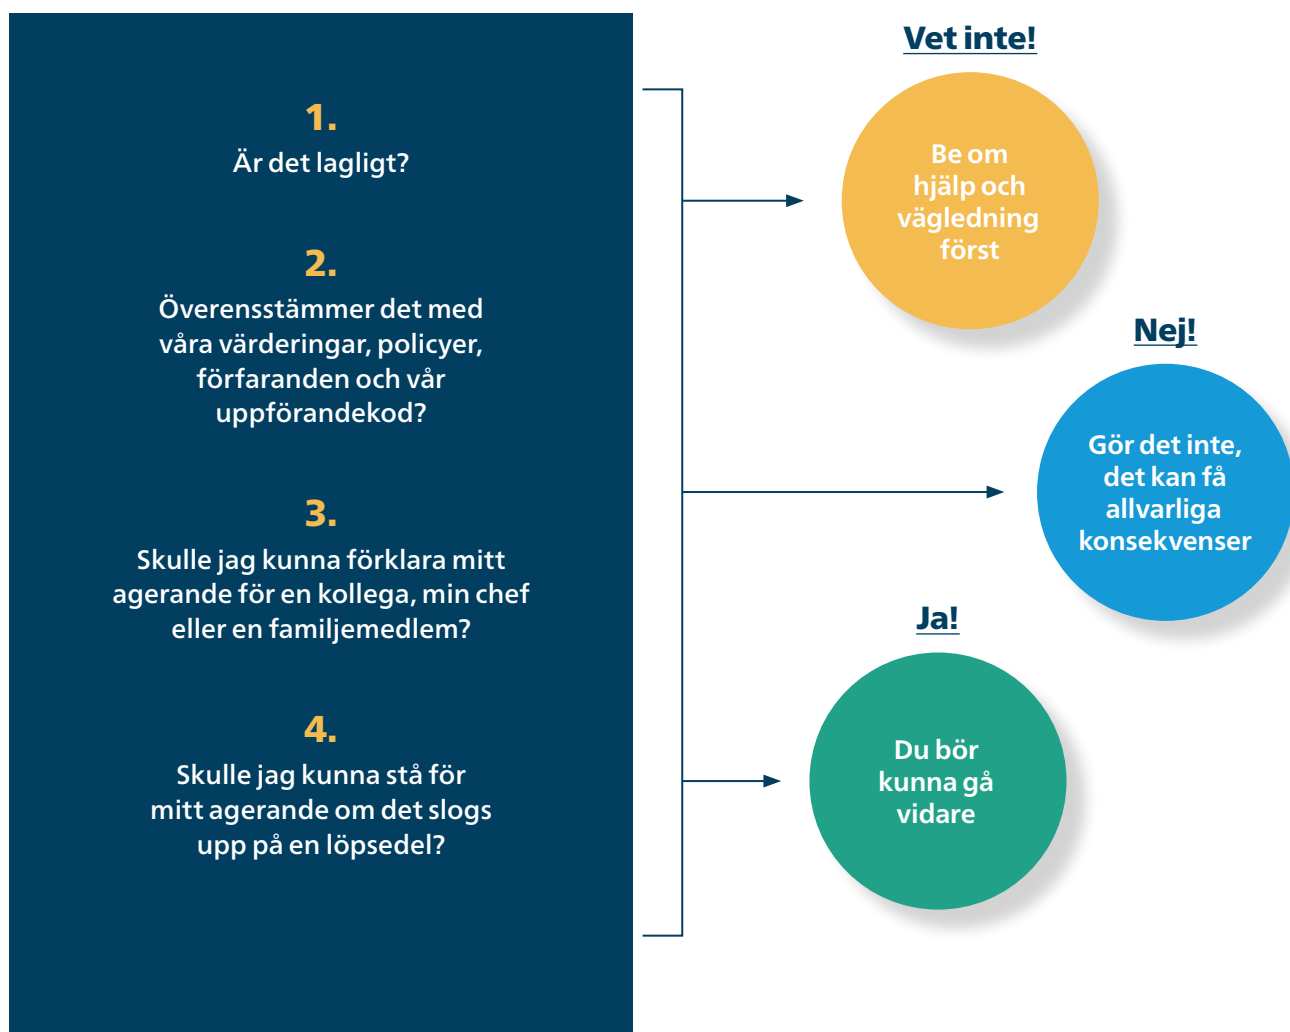 1.
Är det lagligt?
2.
Överensstämmer det med
våra värderingar, policyer,
förfaranden och vår
uppförandekod?
3.
Skulle jag kunna förklara mitt
agerande för en kollega, min chef
eller en familjemedlem?
4.
Skulle jag kunna stå för
mitt agerande om det slogs
upp på en löpsedel?
Vet inte!
Be om
hjälp och
vägledning
först
Nej!
Gör det inte,
det kan få
allvarliga
konsekvenser
Ja!
Du bör
kunna gå
vidare